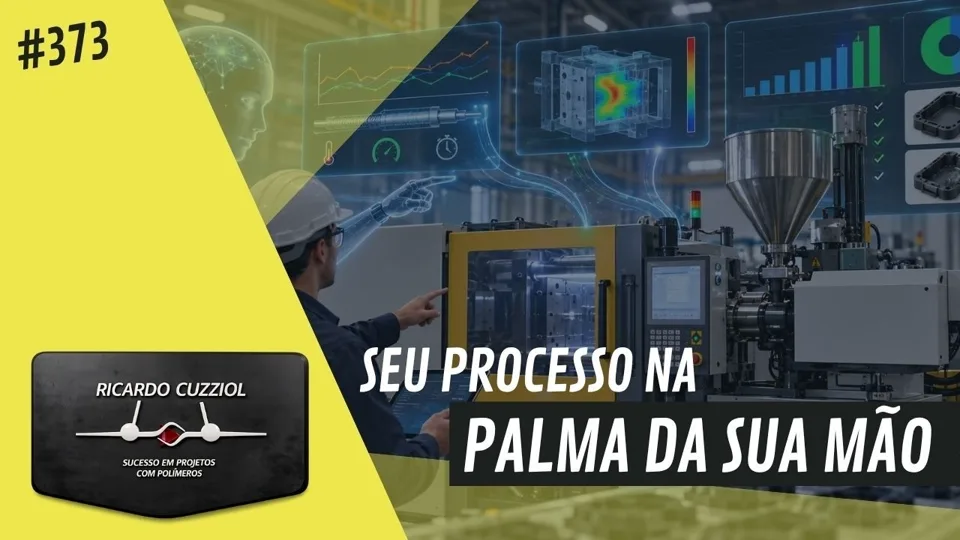 #373
SEU PROCESSO NA
PALMA DA SUA MÃO
RICARDO CUZZIOL
SUCESSO EM PROJETOS
COM POLÍMEROS